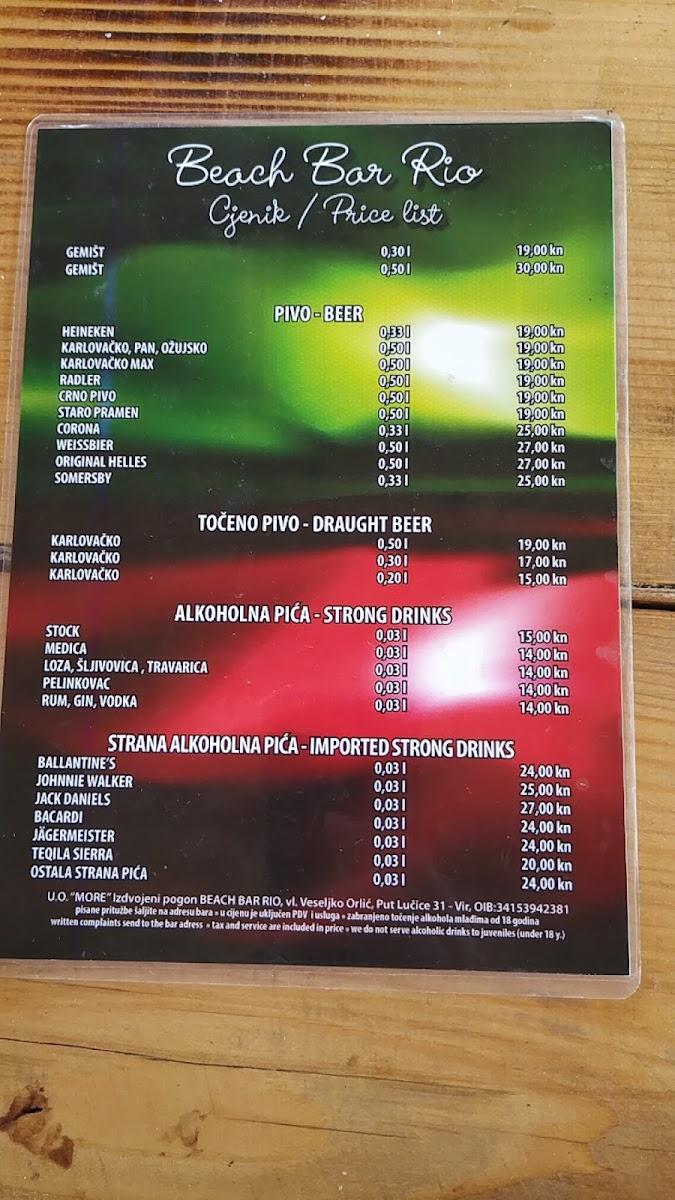 Beach Bar Rio
Cjenik / Price list
GEMIŠT 0,30 l 19,00 kn
GEMIŠT 0,50 l 30,00 kn
PIVO - BEER
HEINEKEN 0,33 l 19,00 kn
KARLOVAČKO, PAN, OŽUJSKO 0,50 l 19,00 kn
KARLOVAČKO MAX 0,50 l 19,00 kn
RADLER 0,50 l 19,00 kn
CRNO PIVO 0,50 l 19,00 kn
STARO PRAMEN 0,50 l 19,00 kn
CORONA 0,33 l 25,00 kn
WEISSBIER 0,50 l 27,00 kn
ORIGINAL HELLES 0,50 l 27,00 kn
SOMERSBY 0,33 l 25,00 kn
TOČENO PIVO - DRAUGHT BEER
KARLOVAČKO 0,50 l 19,00 kn
KARLOVAČKO 0,30 l 17,00 kn
KARLOVAČKO 0,20 l 15,00 kn
ALKOHOLNA PIĆA - STRONG DRINKS
STOCK 0,03 l 15,00 kn
MEDICA 0,03 l 14,00 kn
LOZA, ŠLJIVOVICA , TRAVARICA 0,03 l 14,00 kn
PELINKOVAC 0,03 l 14,00 kn
RUM, GIN, VODKA 0,03 l 14,00 kn
STRANA ALKOHOLNA PIĆA - IMPORTED STRONG DRINKS
BALLANTINE'S 0,03 l 24,00 kn
JOHNNIE WALKER 0,03 l 25,00 kn
JACK DANIELS 0,03 l 27,00 kn
BACARDI 0,03 l 24,00 kn
JÄGERMEISTER 0,03 l 24,00 kn
TEQILA SIERRA 0,03 l 20,00 kn
OSTALA STRANA PIĆA 0,03 l 24,00 kn
U.O. "MORE" Izdvojeni pogon BEACH BAR RIO, vl. Veseljko Orlić, Put Lučice 31 - Vir, OIB:34153942381
pisane pritužbe šaljite na adresu bara • u cijenu je uključen PDV i usluga • zabranjeno točenje alkohola mlađima od 18 godina
written complaints send to the bar adress • tax and service are included in price • we do not serve alcoholic drinks to juveniles (under 18 y.)